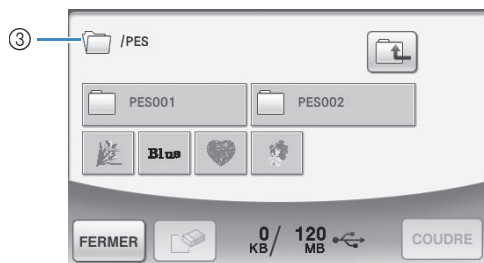 ③
/PES
PES001 PES002
Blue
FERMER 0 KB / 120 MB COUDRE